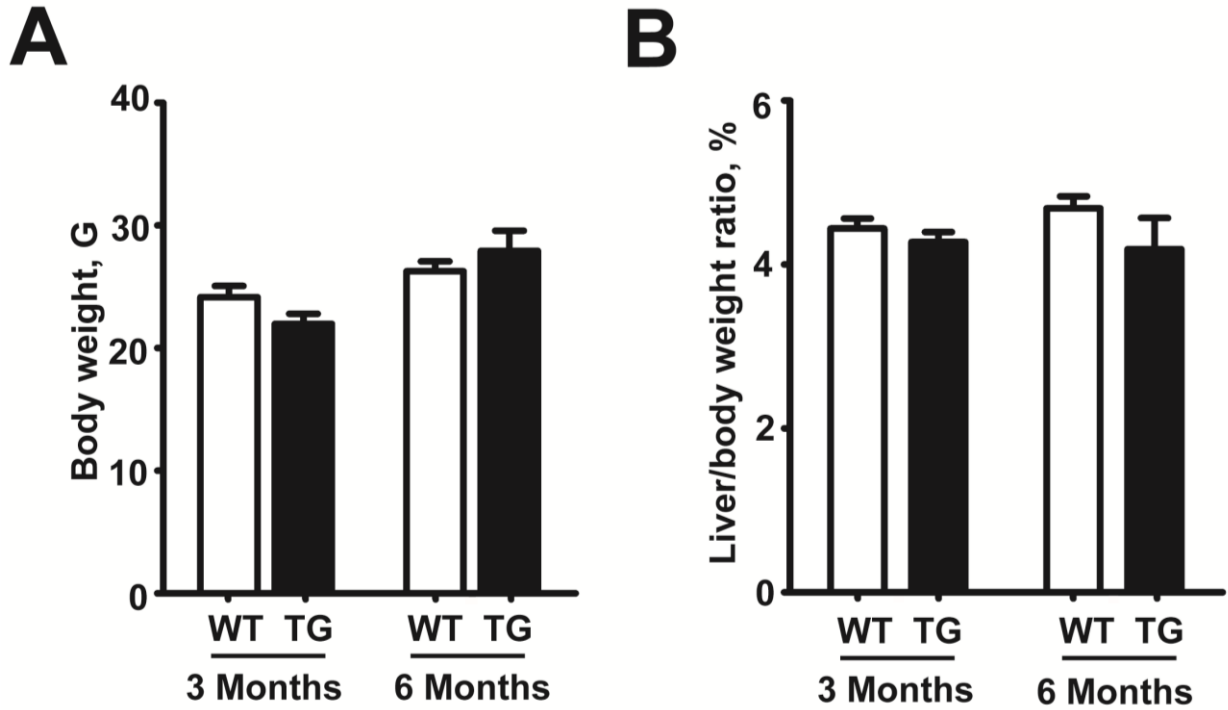 A
Body weight, G
40
30
20
10
0
WT TG WT TG
3 Months 6 Months
B
Liver/body weight ratio, %
6
4
2
0
WT TG WT TG
3 Months 6 Months